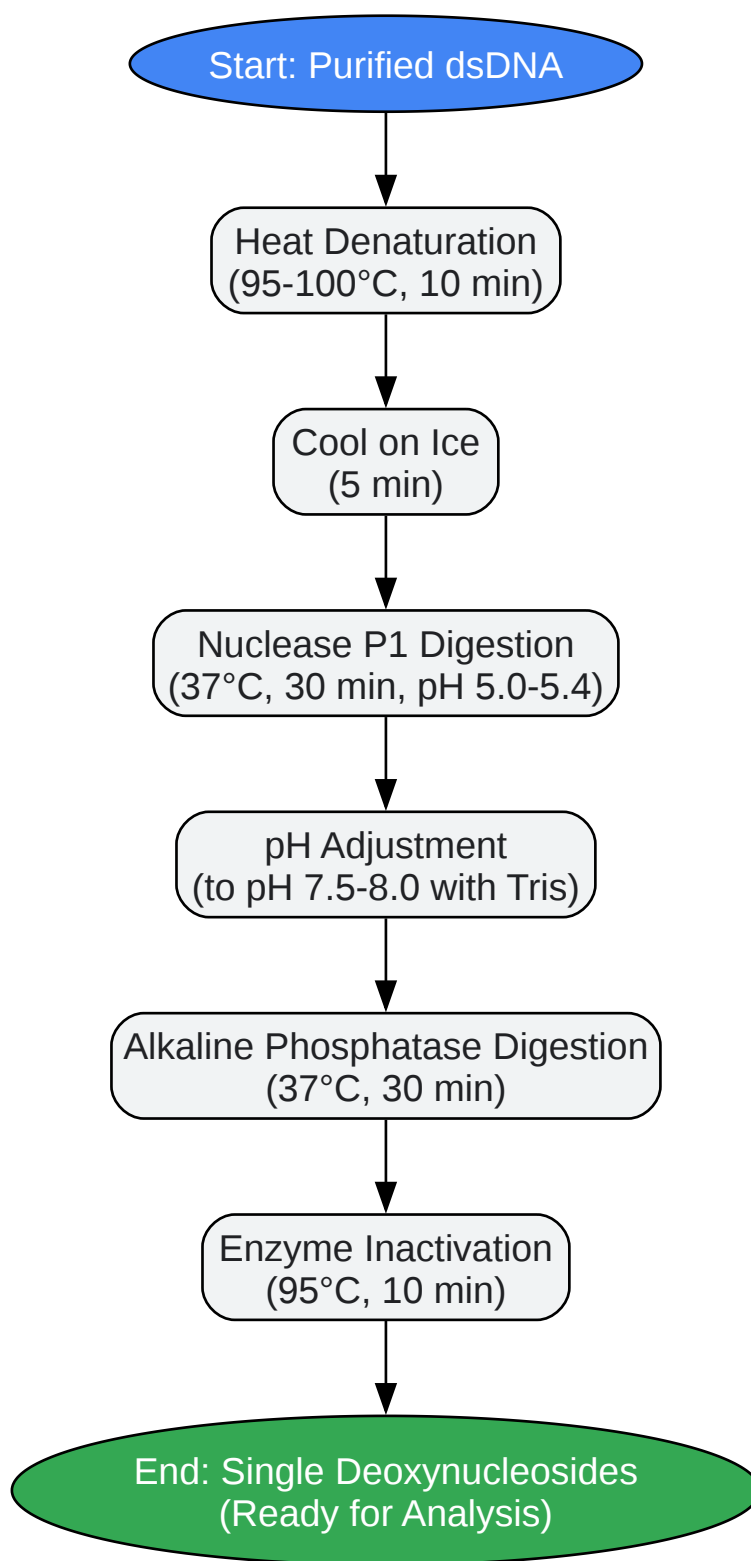 Start: Purified dsDNA
Heat Denaturation
(95-100°C, 10 min)
Cool on Ice
(5 min)
Nuclease P1 Digestion
(37°C, 30 min, pH 5.0-5.4)
pH Adjustment
(to pH 7.5-8.0 with Tris)
Alkaline Phosphatase Digestion
(37°C, 30 min)
Enzyme Inactivation
(95°C, 10 min)
End: Single Deoxynucleosides
(Ready for Analysis)